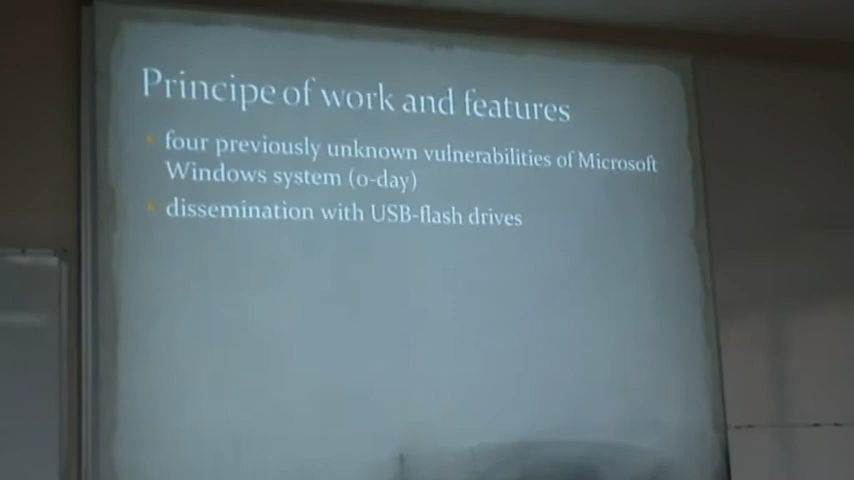 Principe of work and features
four previously unknown vulnerabilities of Microsoft
Windows system (0-day)
dissemination with USB-flash drives